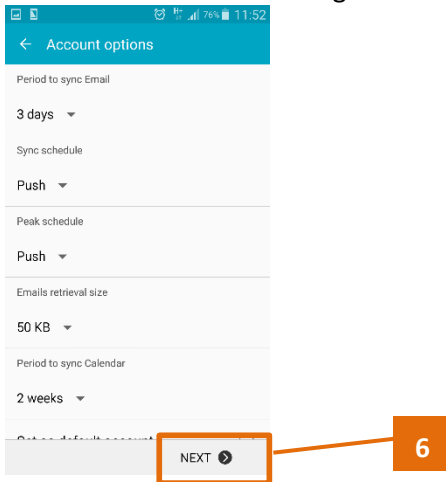 76% 11:52
Account options
Period to sync Email
3 days
Sync schedule
Push
Peak schedule
Push
Emails retrieval size
50 KB
Period to sync Calendar
2 weeks
NEXT
6